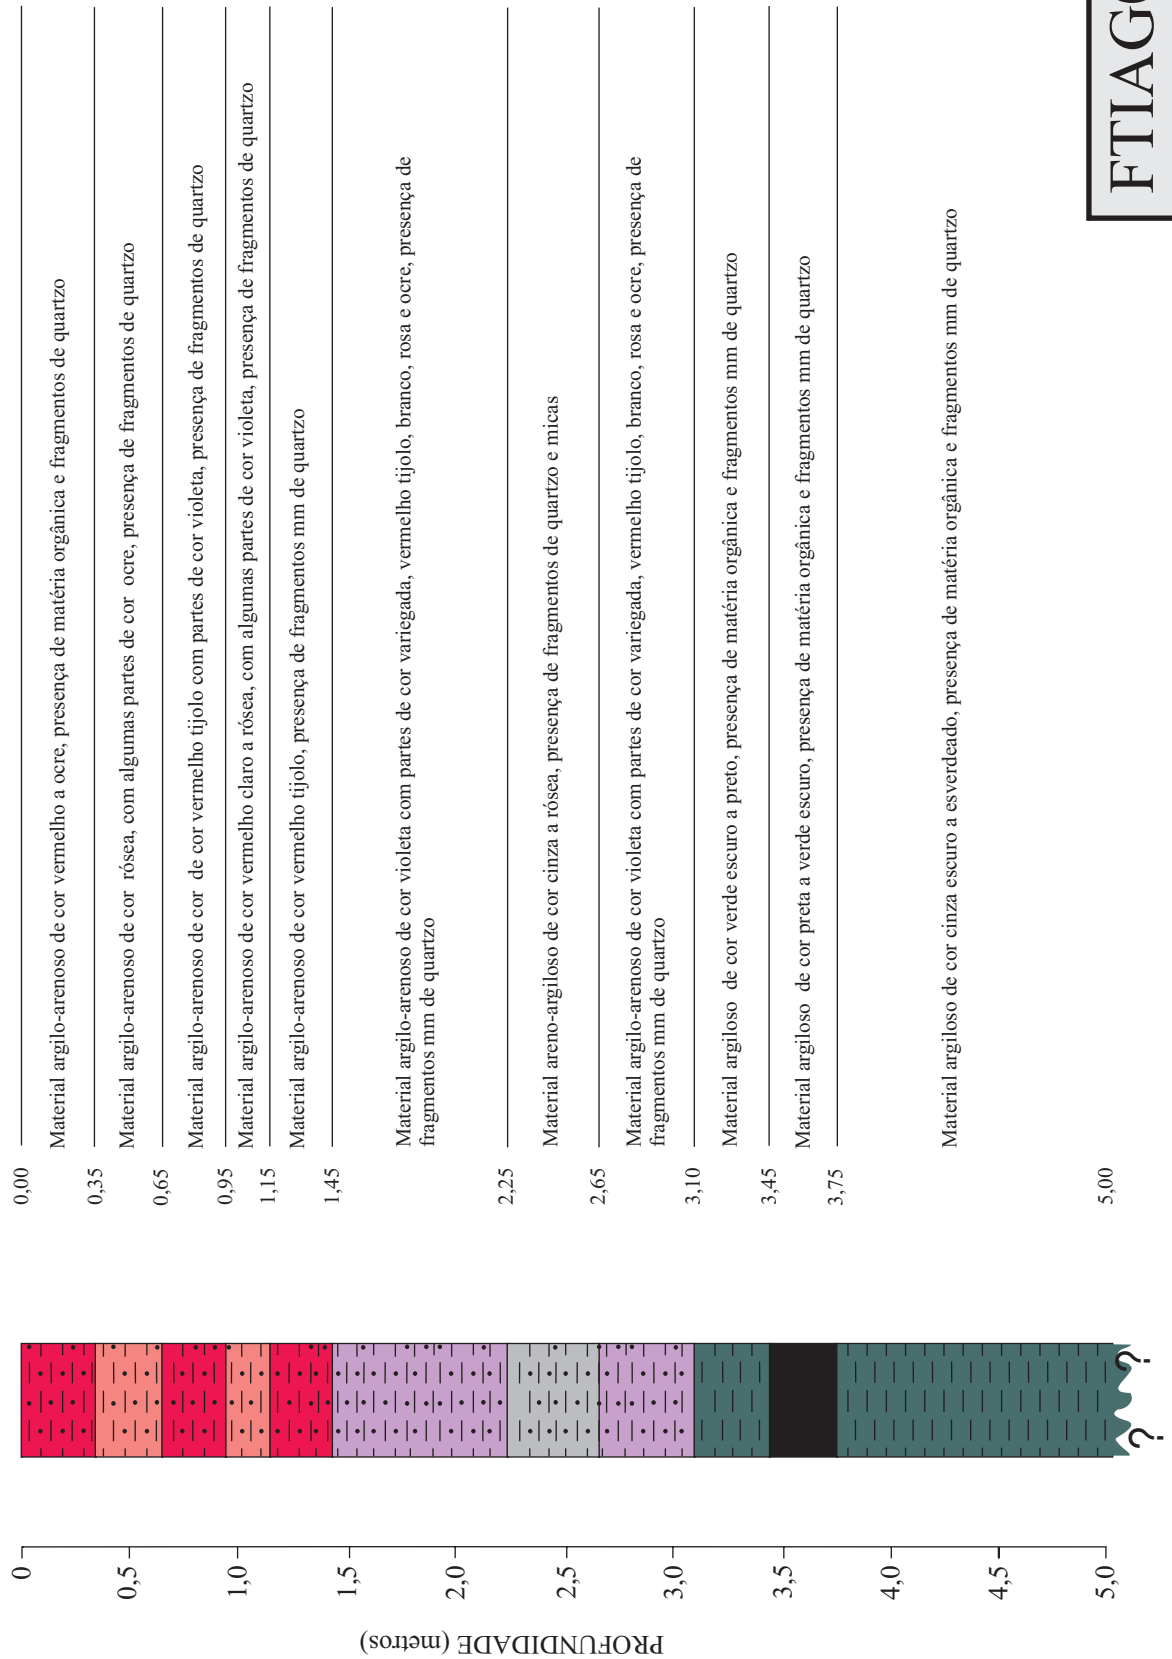 PROFUNDIDADE (metros)
0
0,5
1,0
1,5
2,0
2,5
3,0
3,5
4,0
4,5
5,0
? ?
0,00
Material argilo-arenoso de cor vermelho a ocre, presença de matéria orgânica e fragmentos de quartzo
0,35
Material argilo-arenoso de cor rósea, com algumas partes de cor ocre, presença de fragmentos de quartzo
0,65
Material argilo-arenoso de cor de cor vermelho tijolo com partes de cor violeta, presença de fragmentos de quartzo
0,95
Material argilo-arenoso de cor vermelho claro a rósea, com algumas partes de cor violeta, presença de fragmentos de quartzo
1,15
Material argilo-arenoso de cor vermelho tijolo, presença de fragmentos mm de quartzo
1,45
Material argilo-arenoso de cor violeta com partes de cor variegada, vermelho tijolo, branco, rosa e ocre, presença de
fragmentos mm de quartzo
2,25
Material areno-argiloso de cor cinza a rósea, presença de fragmentos de quartzo e micas
2,65
Material argilo-arenoso de cor violeta com partes de cor variegada, vermelho tijolo, branco, rosa e ocre, presença de
fragmentos mm de quartzo
3,10
Material argiloso de cor verde escuro a preto, presença de matéria orgânica e fragmentos mm de quartzo
3,45
Material argiloso de cor preta a verde escuro, presença de matéria orgânica e fragmentos mm de quartzo
3,75
Material argiloso de cor cinza escuro a esverdeado, presença de matéria orgânica e fragmentos mm de quartzo
5,00
FTIAG